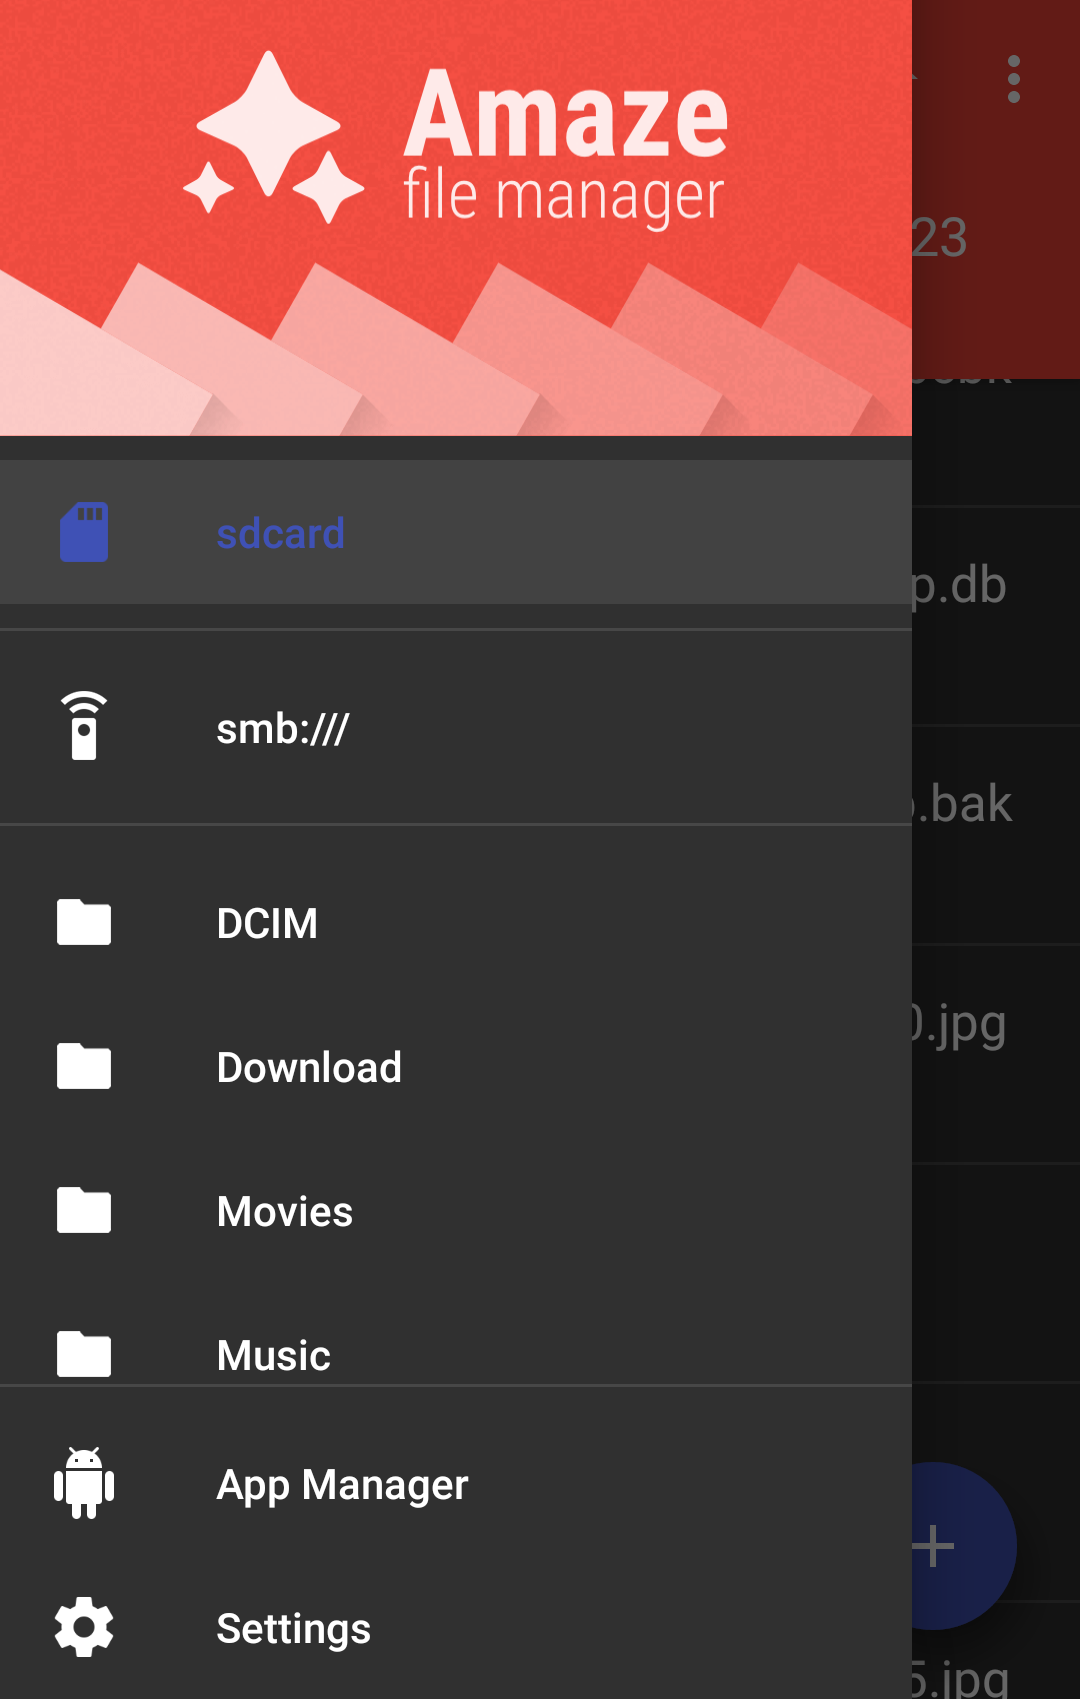 Amaze
file manager
23
sdcard
p.db
smb:///
.bak
DCIM
.jpg
Download
Movies
Music
App Manager
Settings
5.jpg